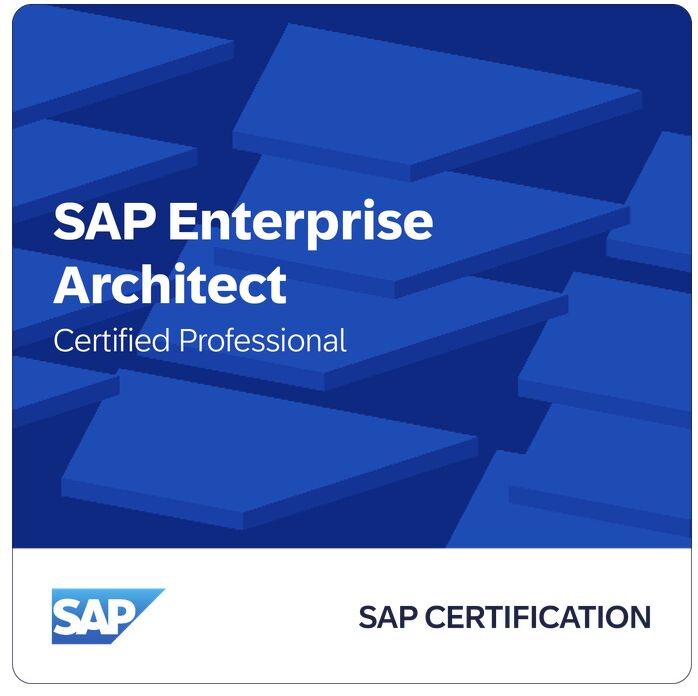 SAP Enterprise
Architect
Certified Professional
SAP
SAP CERTIFICATION